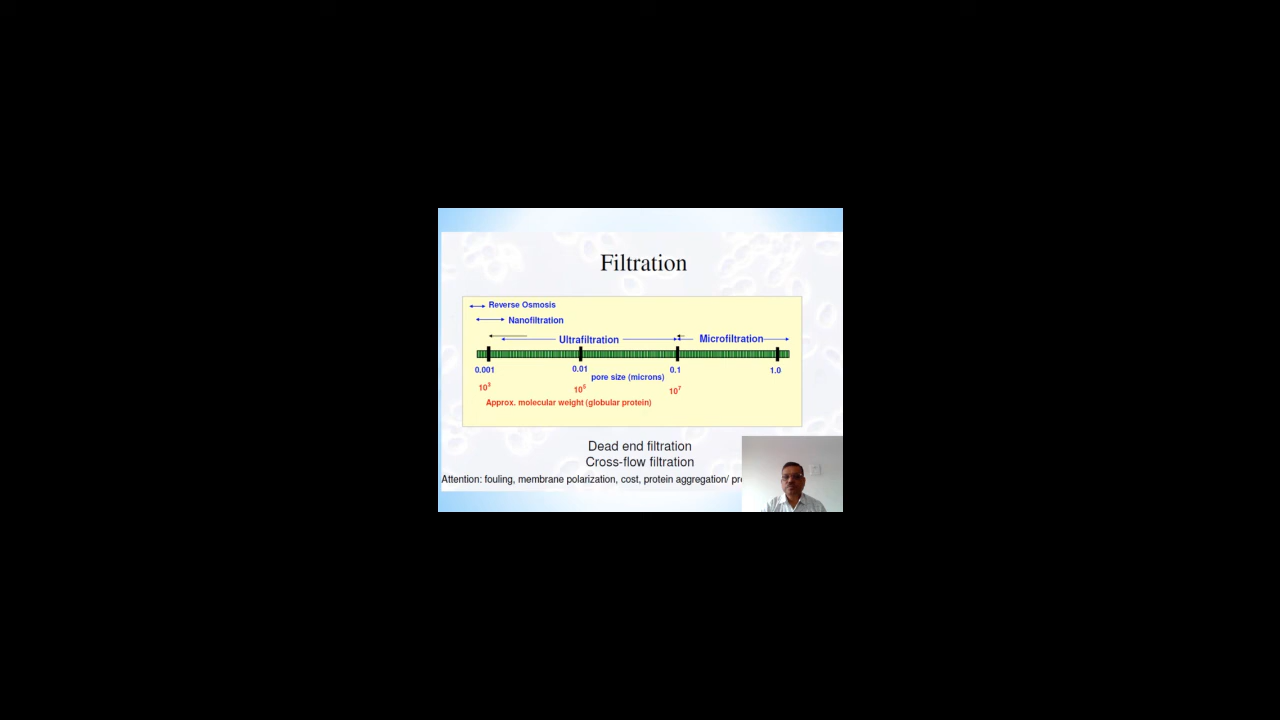 Filtration
Reverse Osmosis
Nanofiltration
Ultrafiltration Microfiltration
0.001 0.01 0.1 1.0
pore size (microns)
10³ 10⁵ 10⁷
Approx. molecular weight (globular protein)
Dead end filtration
Cross-flow filtration
Attention: fouling, membrane polarization, cost, protein aggregation/